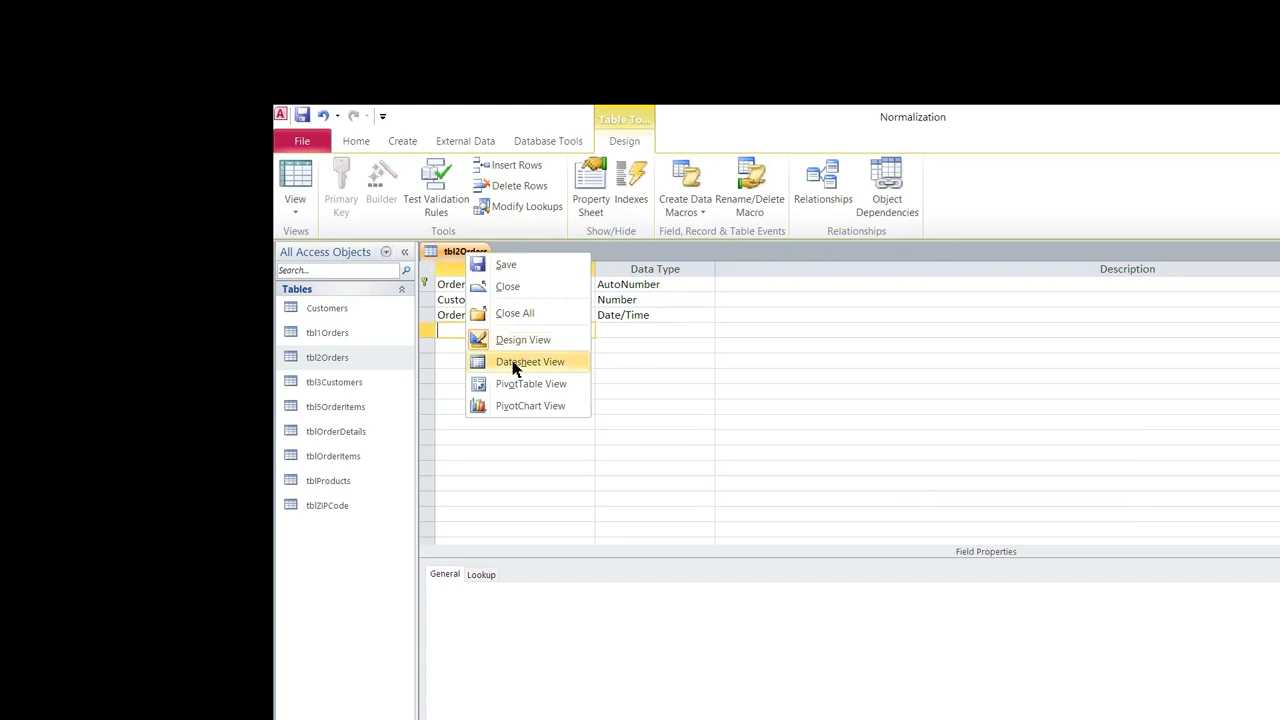 Table To...
Normalization
File
Home
Create
External Data
Database Tools
Design
View
Primary Key
Builder
Test Validation Rules
Insert Rows
Delete Rows
Modify Lookups
Property Sheet
Indexes
Create Data Macros
Rename/Delete Macro
Relationships
Object Dependencies
Views
Tools
Show/Hide
Field, Record & Table Events
Relationships
All Access Objects
Search...
Tables
Customers
tbl1Orders
tbl2Orders
tbl3Customers
tbl5OrderItems
tblOrderDetails
tblOrderItems
tblProducts
tblZIPCode
tbl2Orders
Data Type
Description
Order
AutoNumber
Custo
Number
Order
Date/Time
Save
Close
Close All
Design View
Datasheet View
PivotTable View
PivotChart View
Field Properties
General
Lookup